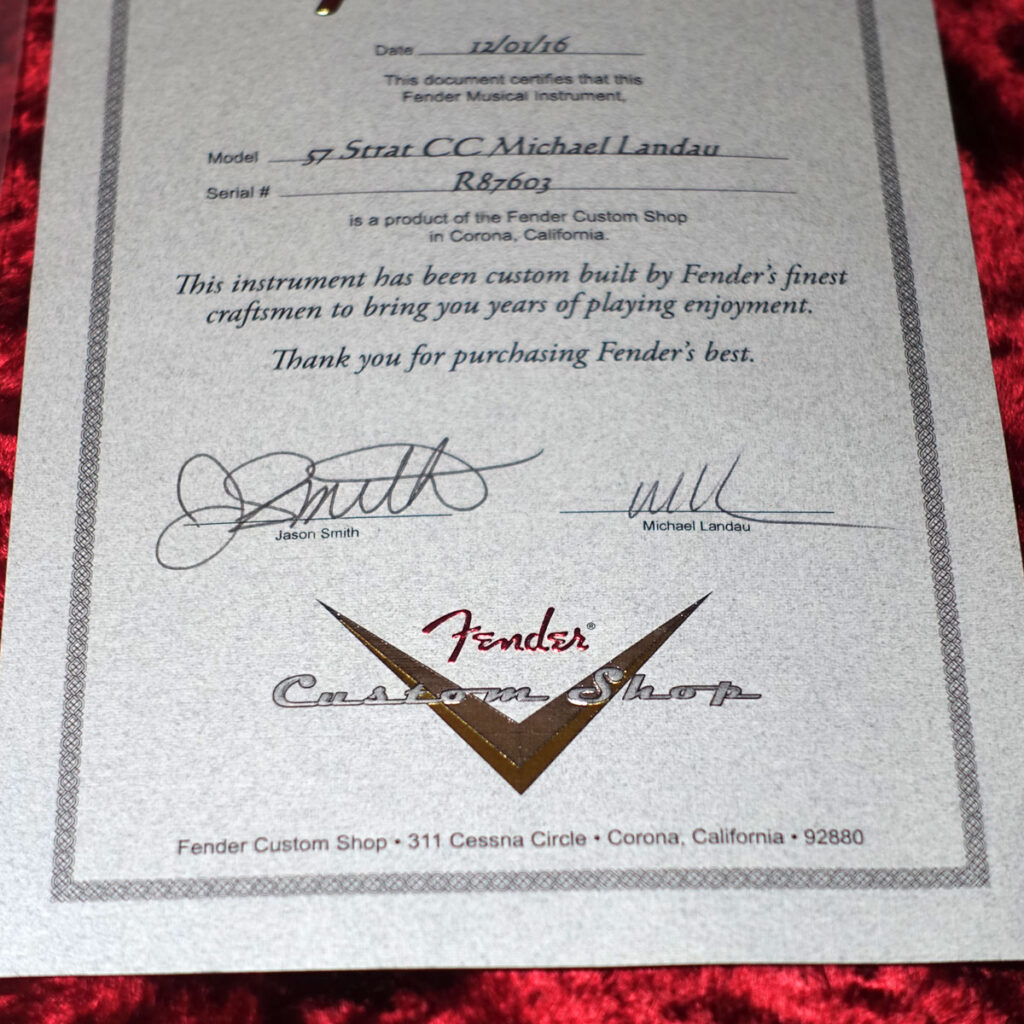 Date 12/01/16
This document certifies that this
Fender Musical Instrument,
Model 57 Strat CC Michael Landau
Serial # R87603
is a product of the Fender Custom Shop
in Corona, California.
This instrument has been custom built by Fender's finest
craftsmen to bring you years of playing enjoyment.
Thank you for purchasing Fender's best.
J Smith
Jason Smith
Michael Landau
Fender®
Custom Shop
Fender Custom Shop • 311 Cessna Circle • Corona, California • 92880